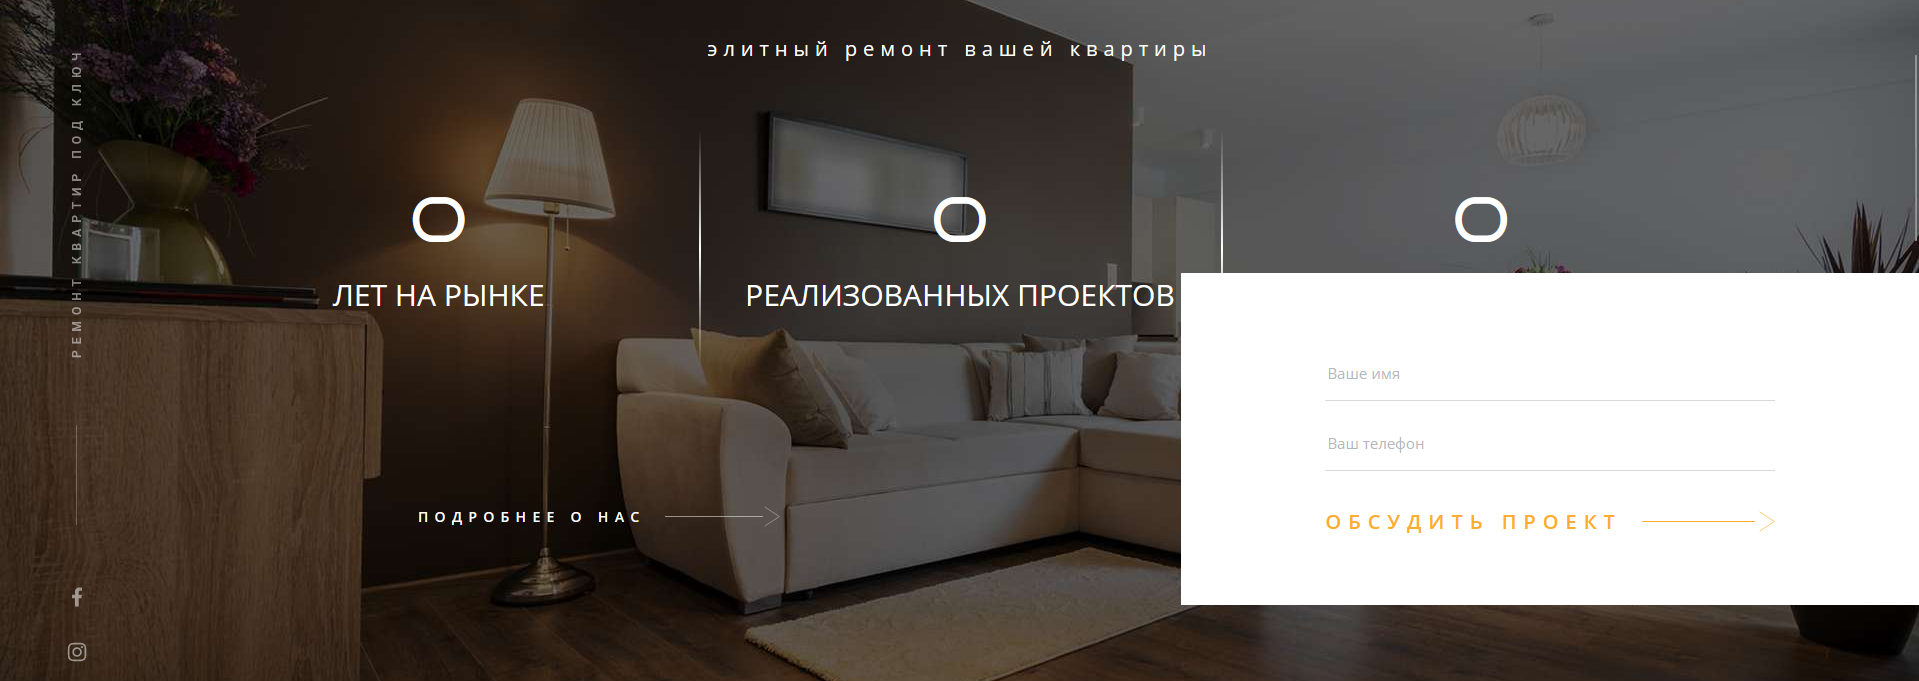 элитный ремонт вашей квартиры
РЕМОНТ КВАРТИР ПОД КЛЮЧ
0
ЛЕТ НА РЫНКЕ
0
РЕАЛИЗОВАННЫХ ПРОЕКТОВ
0
Ваше имя
Ваш телефон
ОБСУДИТЬ ПРОЕКТ
ПОДРОБНЕЕ О НАС